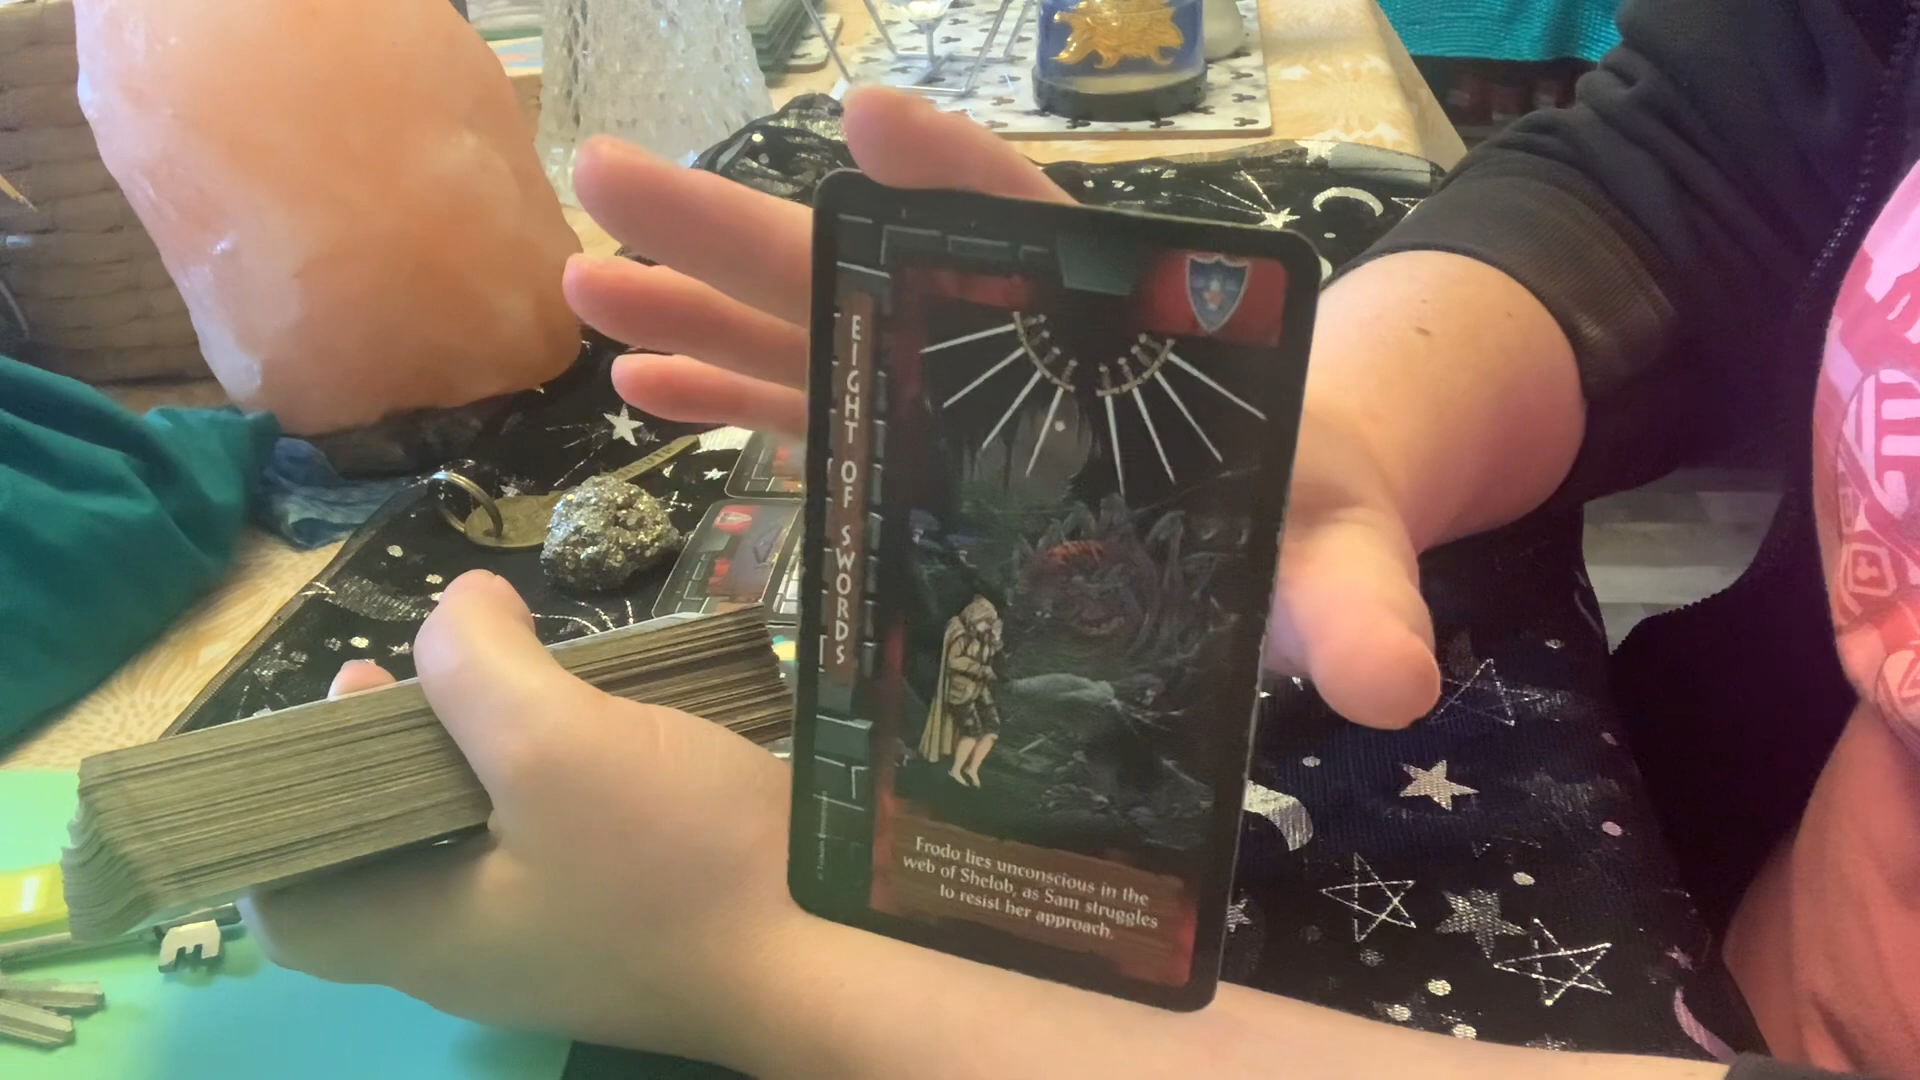 EIGHT OF SWORDS
Frodo lies unconscious in the
web of Shelob, as Sam struggles
to resist her approach.